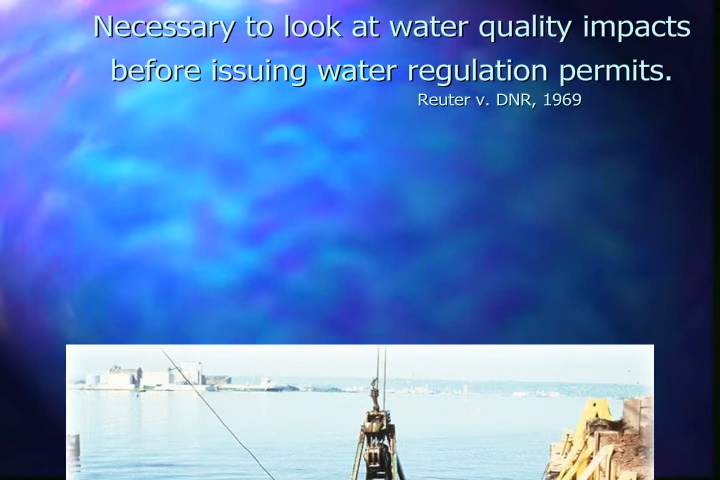 Necessary to look at water quality impacts
before issuing water regulation permits.
Reuter v. DNR, 1969